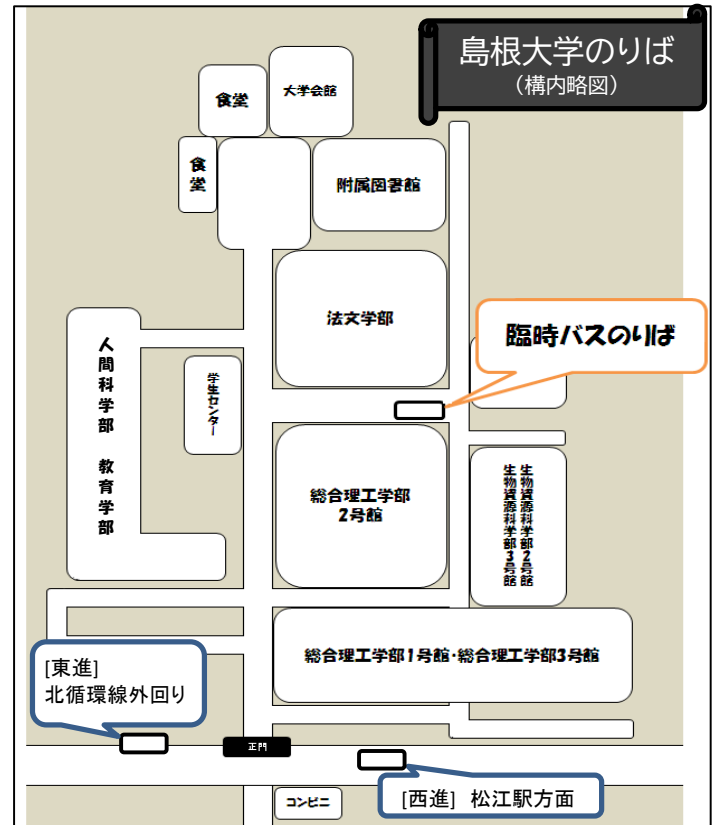 島根大学のりば
（構内略図）
食堂
大学会館
食堂
附属図書館
法文学部
臨時バスのりば
人間科学部　教育学部
学生センター
総合理工学部
2号館
生物資源科学部2号館
生物資源科学部3号館
総合理工学部1号館・総合理工学部3号館
[東進]
北循環線外回り
正門
[西進]　松江駅方面
コンビニ